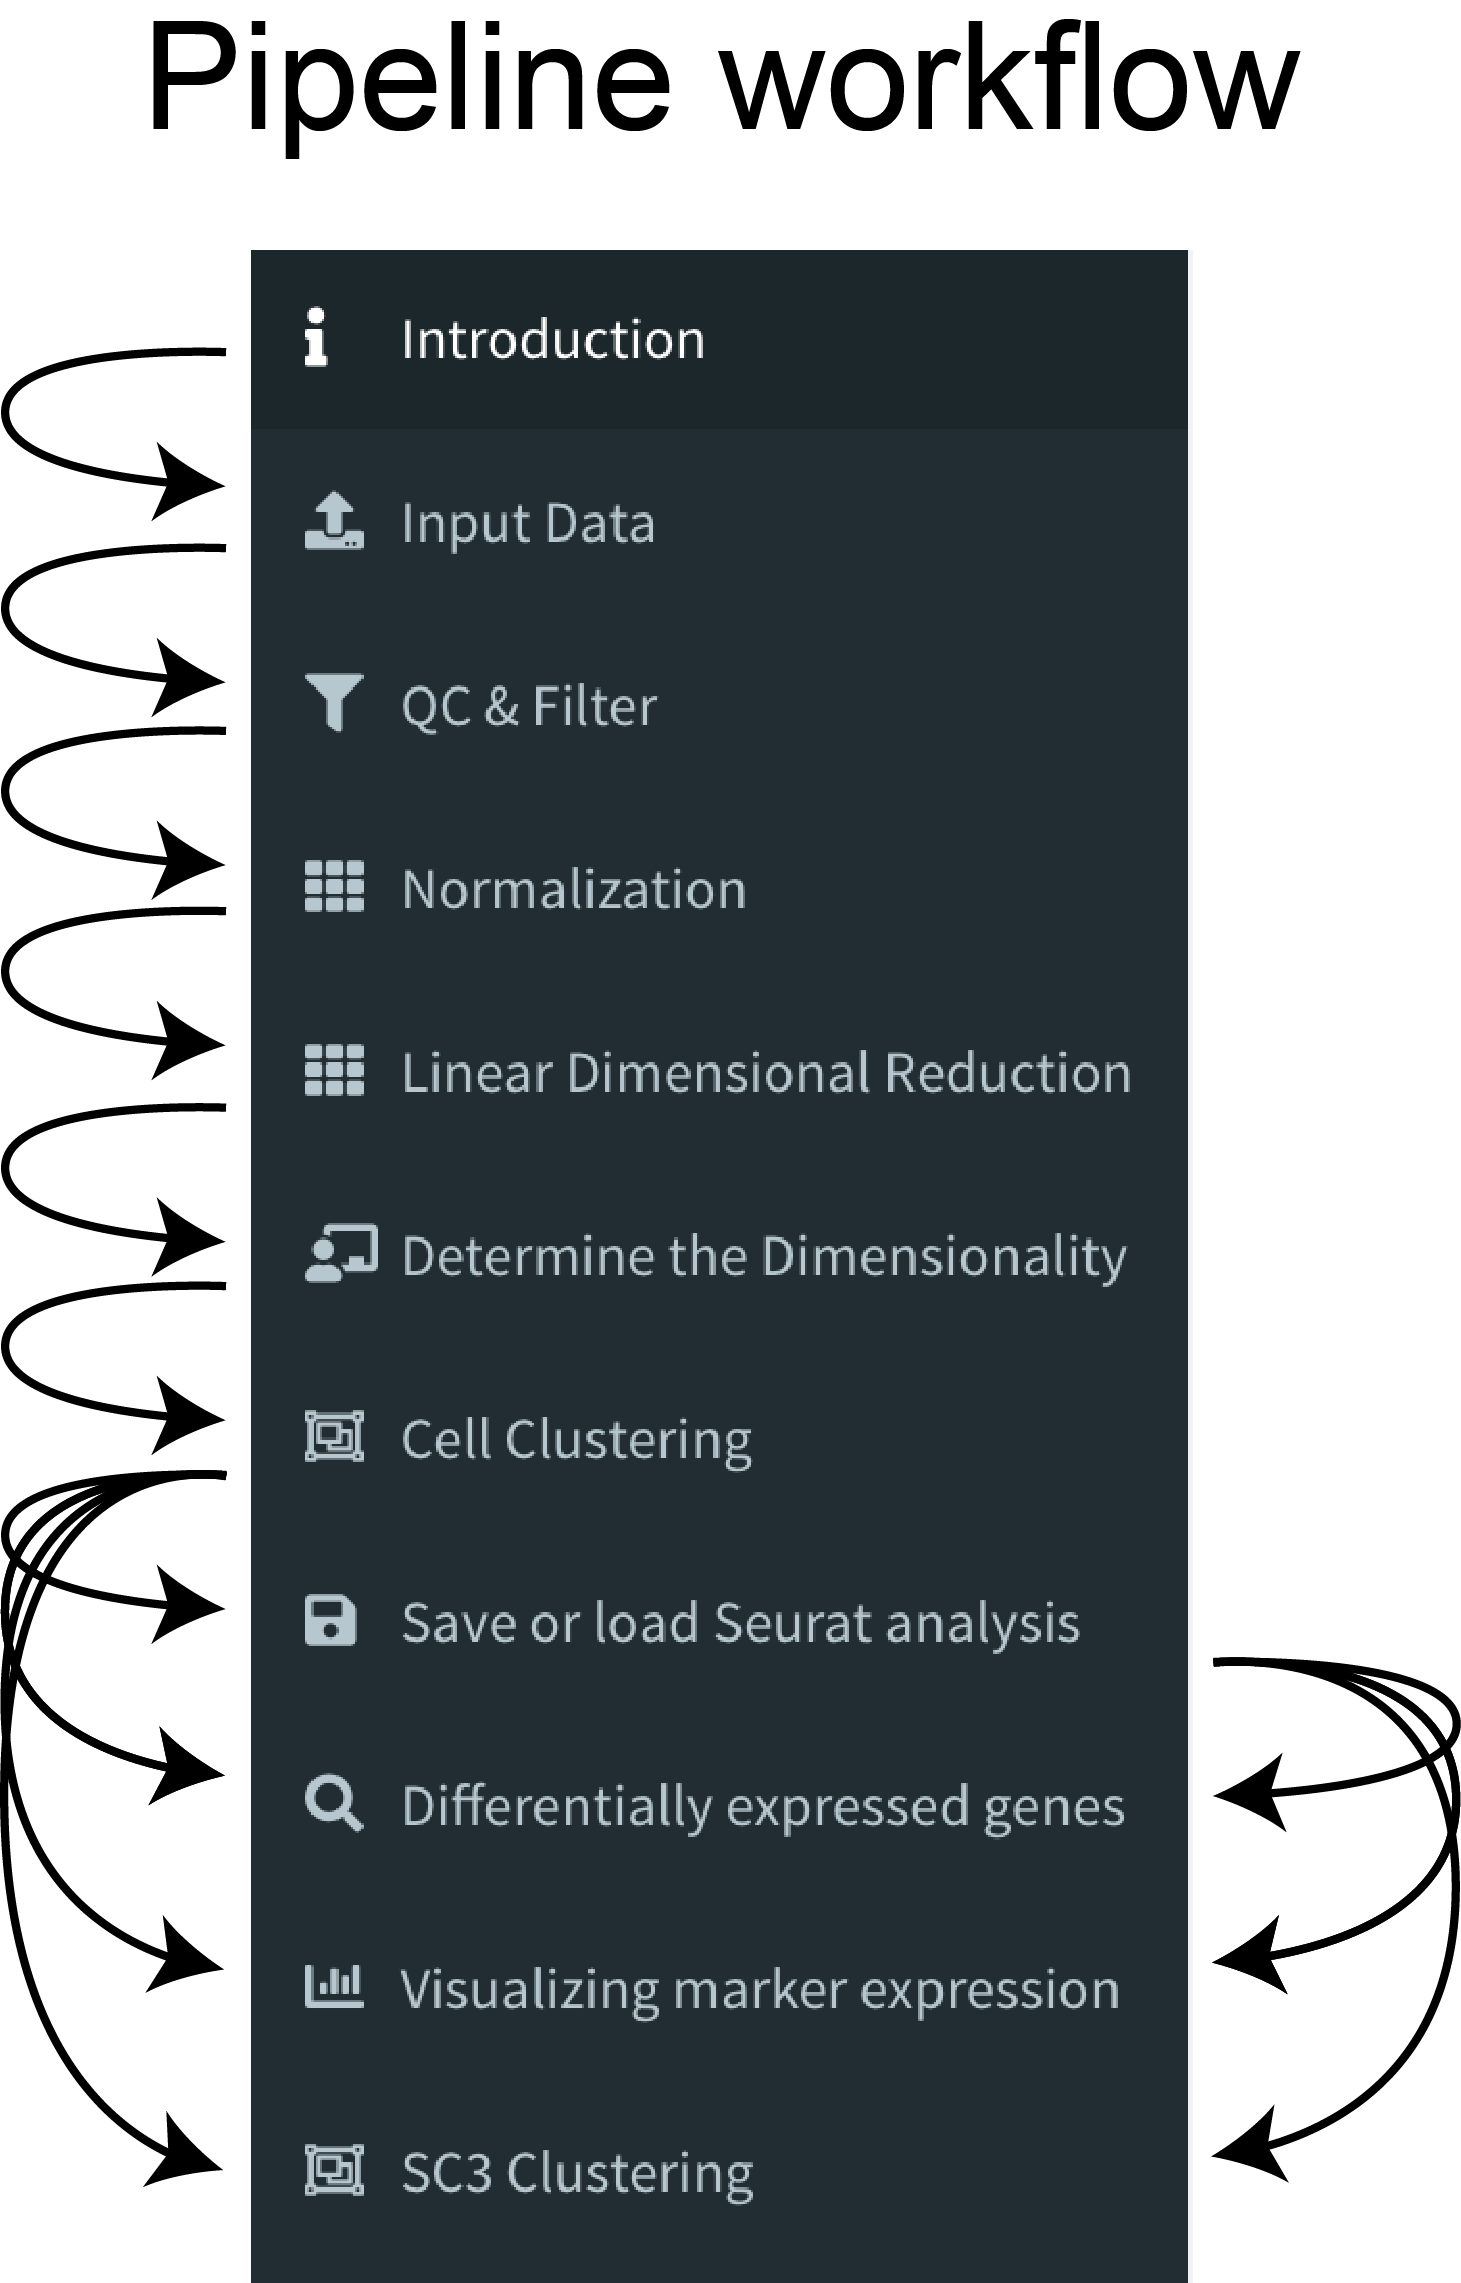 Pipeline workflow
Introduction
Input Data
QC & Filter
Normalization
Linear Dimensional Reduction
Determine the Dimensionality
Cell Clustering
Save or load Seurat analysis
Differentially expressed genes
Visualizing marker expression
SC3 Clustering